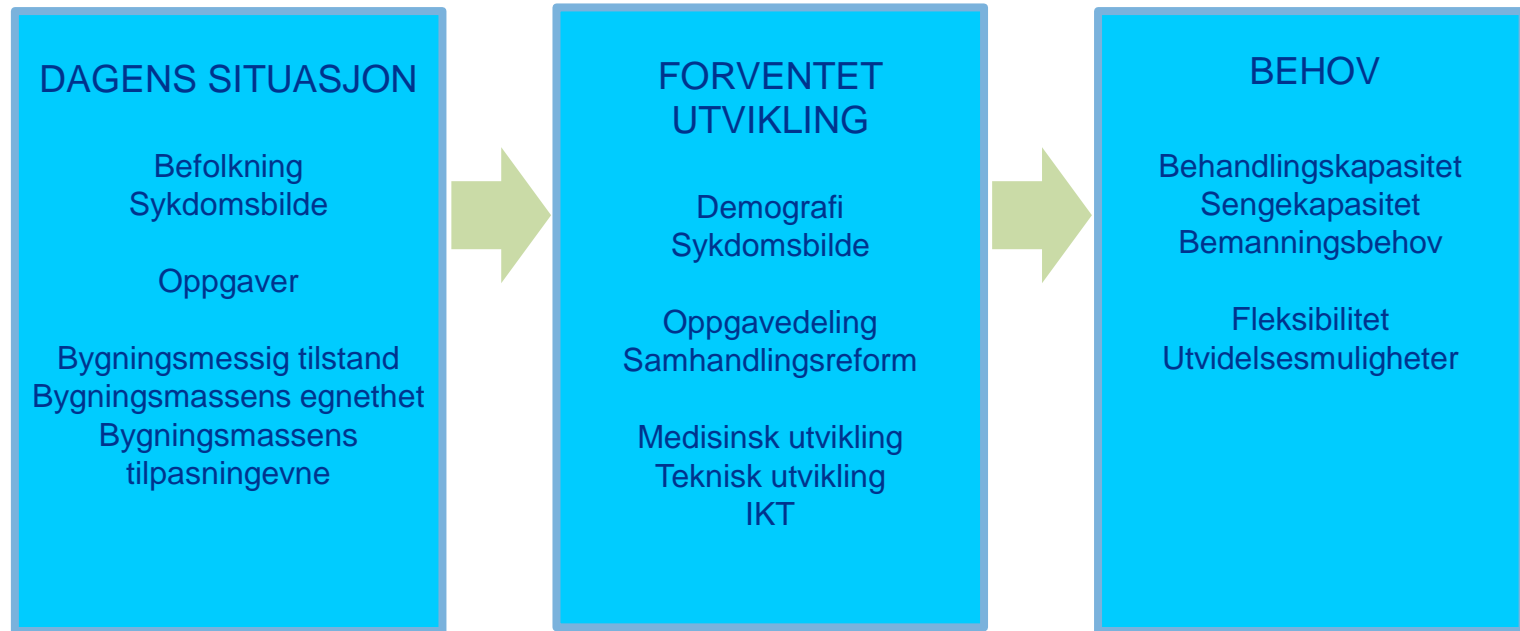 DAGENS SITUASJON
Befolkning
Sykdomsbilde
Oppgaver
Bygningsmessig tilstand
Bygningsmassens egnethet
Bygningsmassens
tilpasningevne
FORVENTET
UTVIKLING
Demografi
Sykdomsbilde
Oppgavedeling
Samhandlingsreform
Medisinsk utvikling
Teknisk utvikling
IKT
BEHOV
Behandlingskapasitet
Sengekapasitet
Bemanningsbehov
Fleksibilitet
Utvidelsesmuligheter